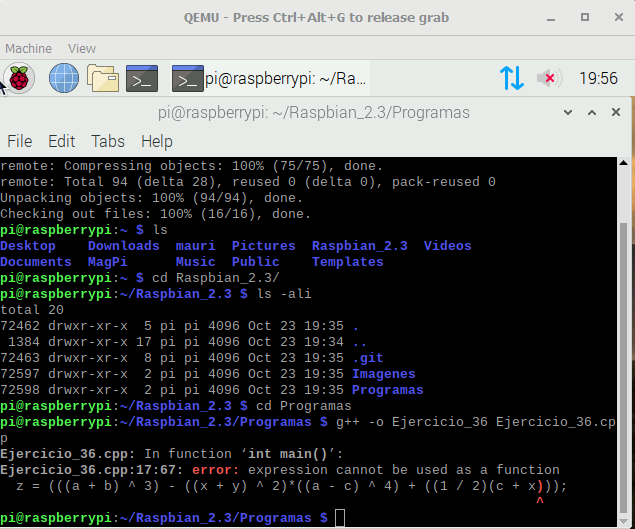 QEMU - Press Ctrl+Alt+G to release grab
Machine View
pi@raspberrypi: ~/Ra... 19:56
pi@raspberrypi: ~/Raspbian_2.3/Programas
File Edit Tabs Help
remote: Compressing objects: 100% (75/75), done.
remote: Total 94 (delta 28), reused 0 (delta 0), pack-reused 0
Unpacking objects: 100% (94/94), done.
Checking out files: 100% (16/16), done.
pi@raspberrypi:~ $ ls
Desktop    Downloads  mauri  Pictures  Raspbian_2.3  Videos
Documents  MagPi      Music  Public    Templates
pi@raspberrypi:~ $ cd Raspbian_2.3/
pi@raspberrypi:~/Raspbian_2.3 $ ls -ali
total 20
72462 drwxr-xr-x  5 pi pi 4096 Oct 23 19:35 .
 1384 drwxr-xr-x 17 pi pi 4096 Oct 23 19:34 ..
72463 drwxr-xr-x  8 pi pi 4096 Oct 23 19:35 .git
72597 drwxr-xr-x  2 pi pi 4096 Oct 23 19:35 Imagenes
72598 drwxr-xr-x  2 pi pi 4096 Oct 23 19:35 Programas
pi@raspberrypi:~/Raspbian_2.3 $ cd Programas
pi@raspberrypi:~/Raspbian_2.3/Programas $ g++ -o Ejercicio_36 Ejercicio_36.cp
p
Ejercicio_36.cpp: In function ‘int main()’:
Ejercicio_36.cpp:17:67: error: expression cannot be used as a function
  z = (((a + b) ^ 3) - ((x + y) ^ 2)*((a - c) ^ 4) + ((1 / 2)(c + x)));
                                                                   ^
pi@raspberrypi:~/Raspbian_2.3/Programas $